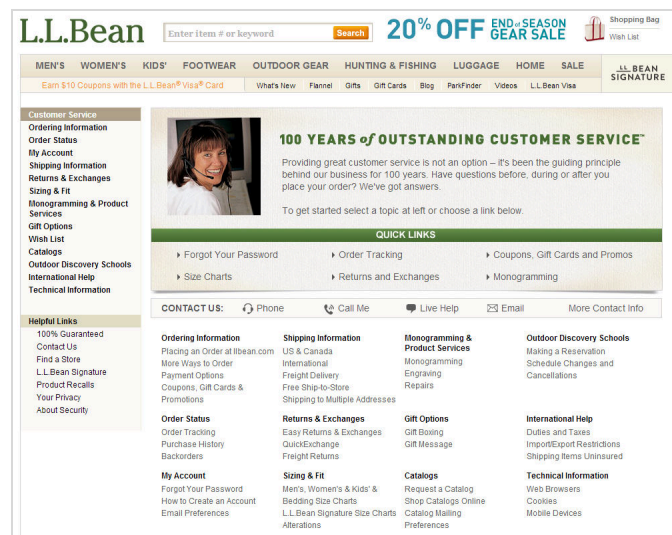 L.L.Bean
Enter item # or keyword
Search
20% OFF END of SEASON GEAR SALE
Shopping Bag
Wish List
MEN'S WOMEN'S KIDS' FOOTWEAR OUTDOOR GEAR HUNTING & FISHING LUGGAGE HOME SALE
L.L. BEAN
SIGNATURE
Earn $10 Coupons with the L.L.Bean® Visa® Card
What's New Flannel Gifts Gift Cards Blog ParkFinder Videos L.L.Bean Visa
Customer Service
Ordering Information
Order Status
My Account
Shipping Information
Returns & Exchanges
Sizing & Fit
Monogramming & Product
Services
Gift Options
Wish List
Catalogs
Outdoor Discovery Schools
International Help
Technical Information
Helpful Links
100% Guaranteed
Contact Us
Find a Store
L.L.Bean Signature
Product Recalls
Your Privacy
About Security
100 YEARS of OUTSTANDING CUSTOMER SERVICE™
Providing great customer service is not an option – it's been the guiding principle
behind our business for 100 years. Have questions before, during or after you
place your order? We've got answers.
To get started select a topic at left or choose a link below.
QUICK LINKS
Forgot Your Password
Order Tracking
Coupons, Gift Cards and Promos
Size Charts
Returns and Exchanges
Monogramming
CONTACT US: Phone Call Me Live Help Email More Contact Info
Ordering Information
Placing an Order at llbean.com
More Ways to Order
Payment Options
Coupons, Gift Cards &
Promotions
Shipping Information
US & Canada
International
Freight Delivery
Free Ship-to-Store
Shipping to Multiple Addresses
Monogramming &
Product Services
Monogramming
Engraving
Repairs
Outdoor Discovery Schools
Making a Reservation
Schedule Changes and
Cancellations
Order Status
Order Tracking
Purchase History
Backorders
Returns & Exchanges
Easy Returns & Exchanges
QuickExchange
Freight Returns
Gift Options
Gift Boxing
Gift Message
International Help
Duties and Taxes
Import/Export Restrictions
Shipping Items Uninsured
My Account
Forgot Your Password
How to Create an Account
Email Preferences
Sizing & Fit
Men's, Women's & Kids' &
Bedding Size Charts
L.L.Bean Signature Size Charts
Alterations
Catalogs
Request a Catalog
Shop Catalogs Online
Catalog Mailing
Preferences
Technical Information
Web Browsers
Cookies
Mobile Devices